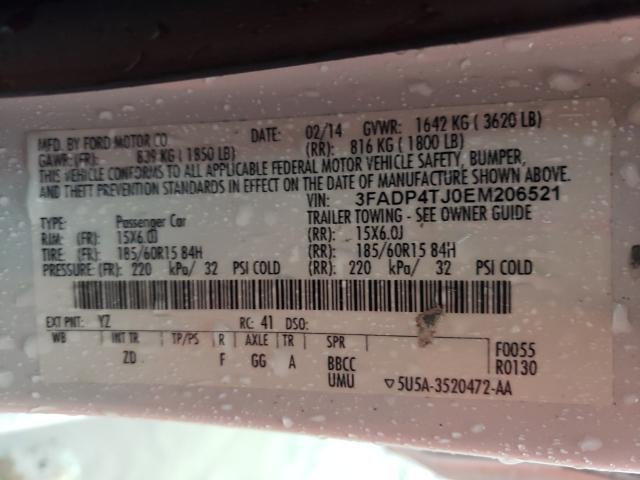 MFD. BY FORD MOTOR CO DATE: 02/14 GVWR: 1642 KG ( 3620 LB)
GAWR: (FR): 839 KG ( 1850 LB) (RR): 816 KG ( 1800 LB)
THIS VEHICLE CONFORMS TO ALL APPLICABLE FEDERAL MOTOR VEHICLE SAFETY, BUMPER,
AND THEFT PREVENTION STANDARDS IN EFFECT ON THE DATE OF MANUFACTURE SHOWN ABOVE.
VIN: 3FADP4TJ0EM206521
TYPE: Passenger Car TRAILER TOWING - SEE OWNER GUIDE
RIM: (FR): 15X6.0J (RR): 15X6.0J
TIRE: (FR): 185/60R15 84H (RR): 185/60R15 84H
PRESSURE: (FR): 220 kPa/ 32 PSI COLD (RR): 220 kPa/ 32 PSI COLD
EXT PNT: YZ RC: 41 DSO:
WB INT TR TP/PS R AXLE TR SPR F0055
ZD F GG A BBCC R0130
UMU ▽5U5A-3520472-AA